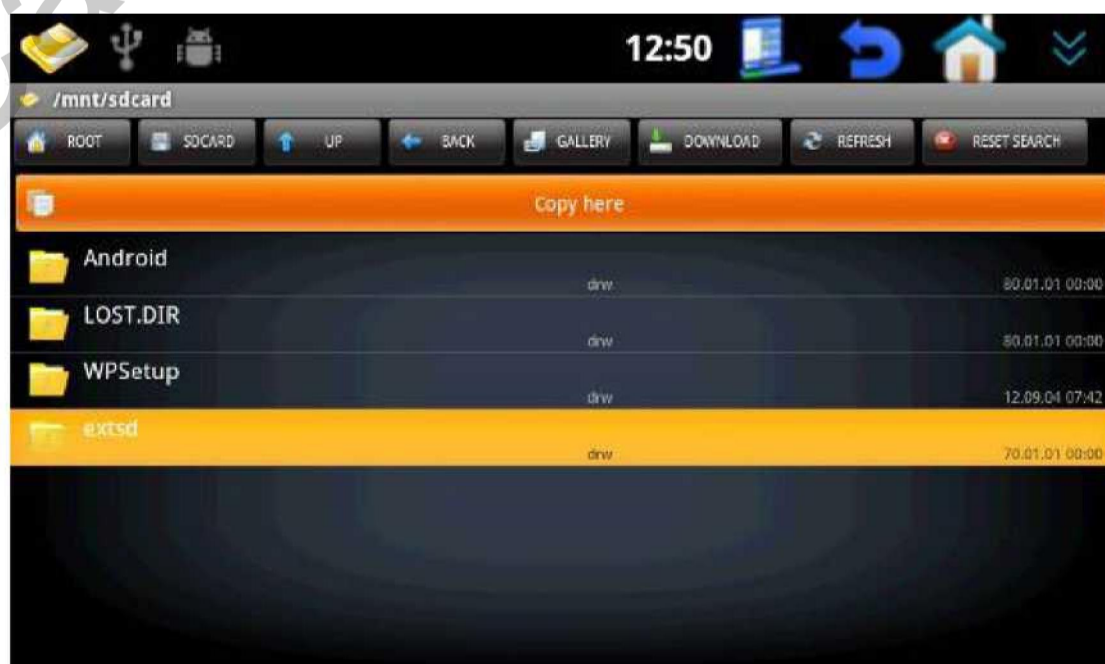 12:50
/mnt/sdcard
ROOT SDCARD UP BACK GALLERY DOWNLOAD REFRESH RESET SEARCH
Copy here
Android
drw 80.01.01 00:00
LOST.DIR
drw 80.01.01 00:00
WPSetup
drw 12.09.04 07:42
extsd
drw 70.01.01 00:00